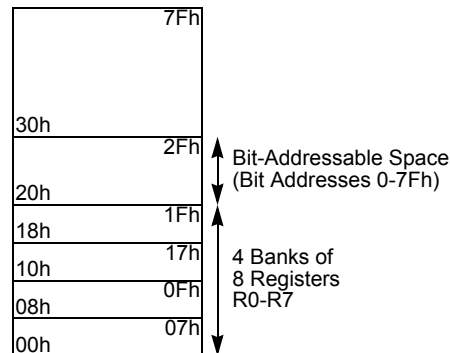 7Fh
30h
2Fh
Bit-Addressable Space
(Bit Addresses 0-7Fh)
20h
1Fh
18h
17h
4 Banks of
8 Registers
R0-R7
10h
0Fh
08h
07h
00h